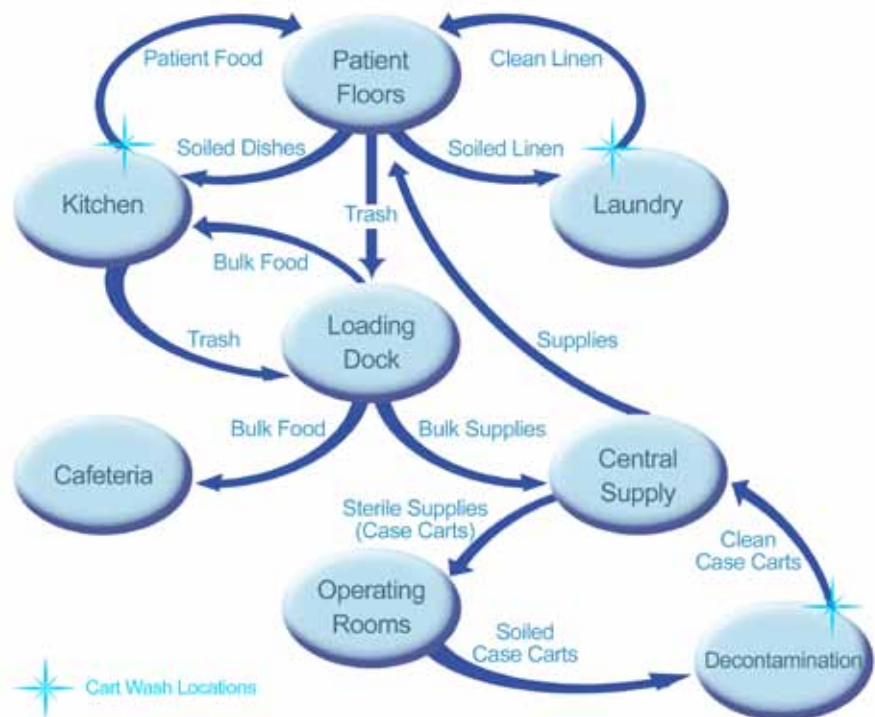 Patient Food
Patient
Floors
Clean Linen
Soiled Dishes
Soiled Linen
Kitchen
Trash
Laundry
Bulk Food
Trash
Loading
Dock
Supplies
Bulk Food
Bulk Supplies
Cafeteria
Central
Supply
Sterile Supplies
(Case Carts)
Clean
Case Carts
Operating
Rooms
Soiled
Case Carts
Decontamination
Cart Wash Locations